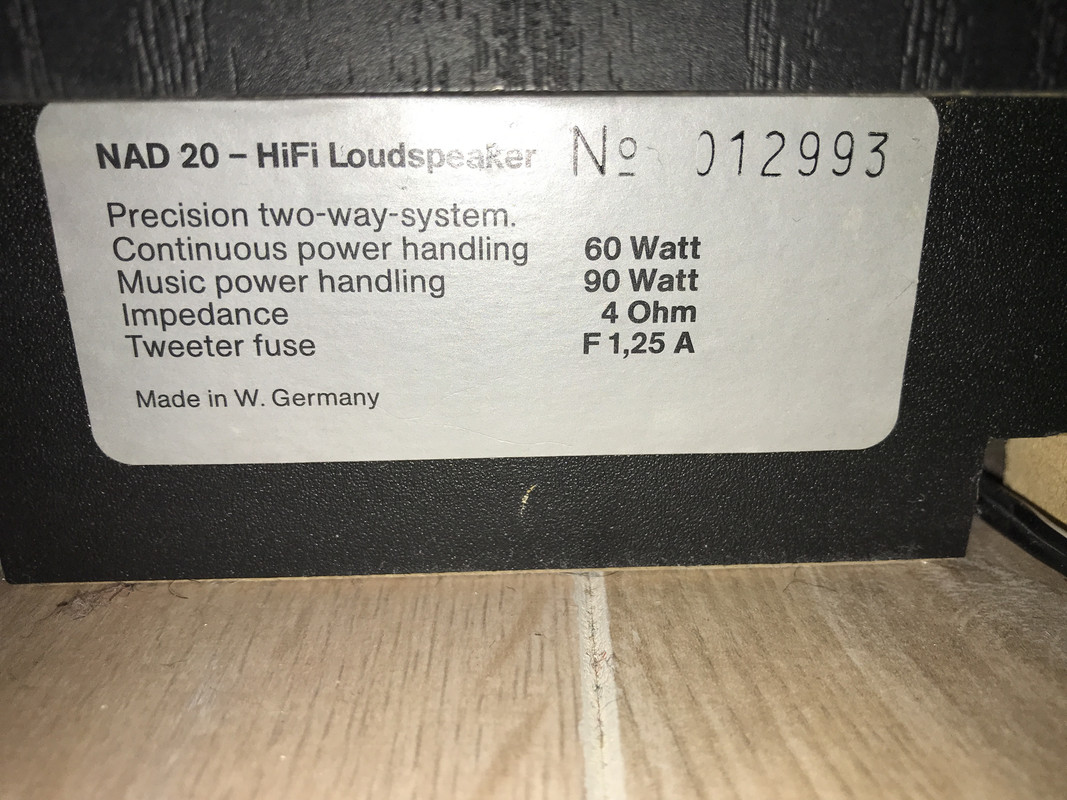 NAD 20 – HiFi Loudspeaker Nº 012993
Precision two-way-system.
Continuous power handling 60 Watt
Music power handling 90 Watt
Impedance 4 Ohm
Tweeter fuse F 1,25 A
Made in W. Germany